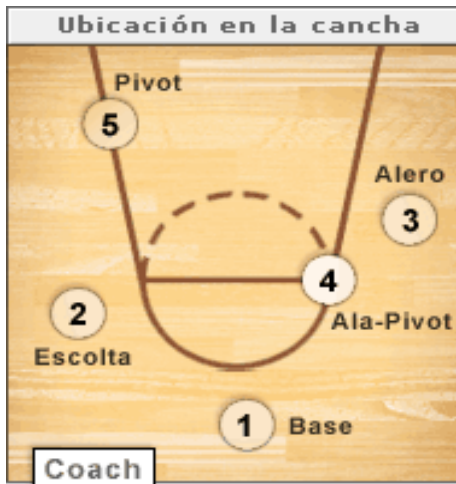 Ubicación en la cancha
Pivot
5
Alero
3
4
2
Ala-Pivot
Escolta
1 Base
Coach